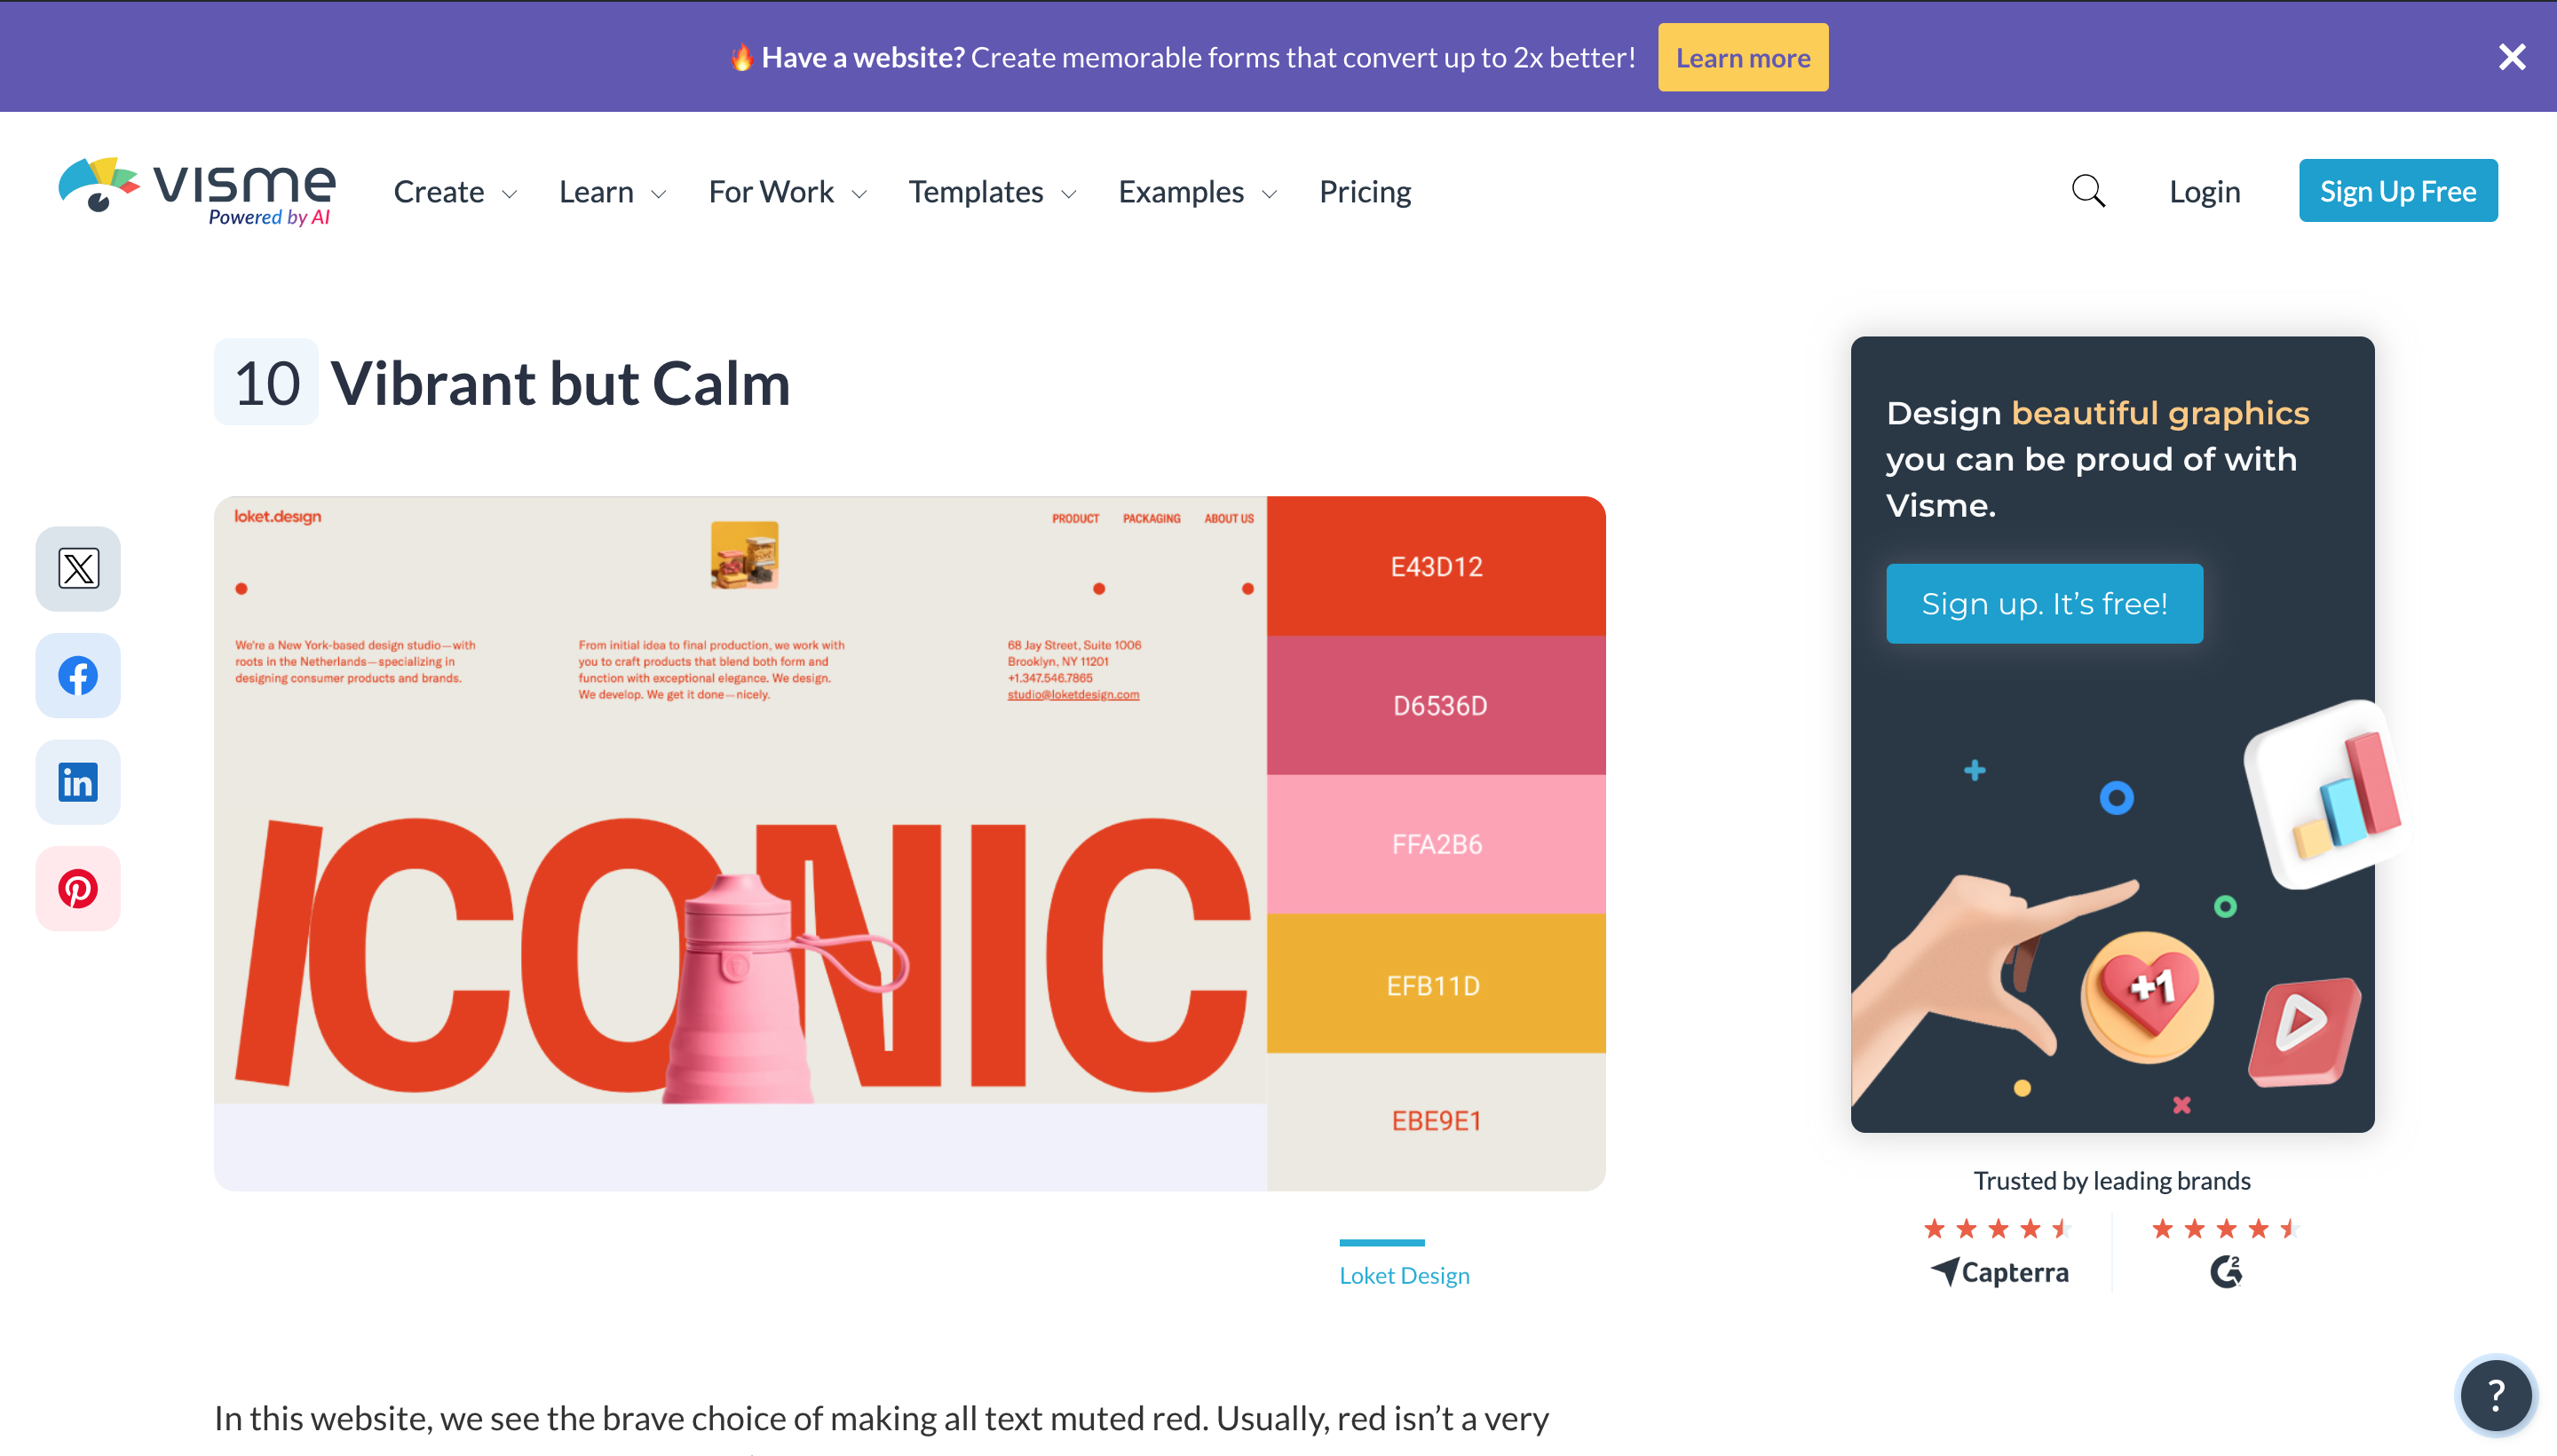 🔥 Have a website? Create memorable forms that convert up to 2x better! Learn more
VISME
Powered by AI
Create Learn For Work Templates Examples Pricing Login Sign Up Free
10 Vibrant but Calm
loket.design
PRODUCT PACKAGING ABOUT US
We're a New York-based design studio—with
roots in the Netherlands—specializing in
designing consumer products and brands.
From initial idea to final production, we work with
you to craft products that blend both form and
function with exceptional elegance. We design.
We develop. We get it done—nicely.
68 Jay Street, Suite 1006
Brooklyn, NY 11201
+1.347.546.7865
studio@loketdesign.com
ICONIC
E43D12
D6536D
FFA2B6
EFB11D
EBE9E1
Loket Design
In this website, we see the brave choice of making all text muted red. Usually, red isn't a very
Design beautiful graphics
you can be proud of with
Visme.
Sign up. It's free!
+1
Trusted by leading brands
Capterra
G2
?